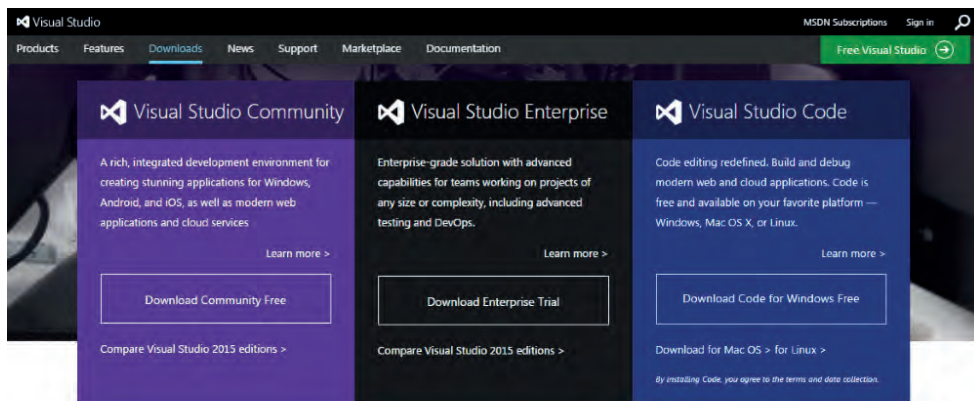 Visual Studio
MSDN Subscriptions Sign in
Products Features Downloads News Support Marketplace Documentation
Free Visual Studio
Visual Studio Community
A rich, integrated development environment for
creating stunning applications for Windows,
Android, and iOS, as well as modern web
applications and cloud services
Learn more >
Download Community Free
Compare Visual Studio 2015 editions >
Visual Studio Enterprise
Enterprise-grade solution with advanced
capabilities for teams working on projects of
any size or complexity, including advanced
testing and DevOps.
Learn more >
Download Enterprise Trial
Compare Visual Studio 2015 editions >
Visual Studio Code
Code editing redefined. Build and debug
modern web and cloud applications. Code is
free and available on your favorite platform —
Windows, Mac OS X, or Linux.
Learn more >
Download Code for Windows Free
Download for Mac OS > for Linux >
By installing Code, you agree to the terms and data collection.